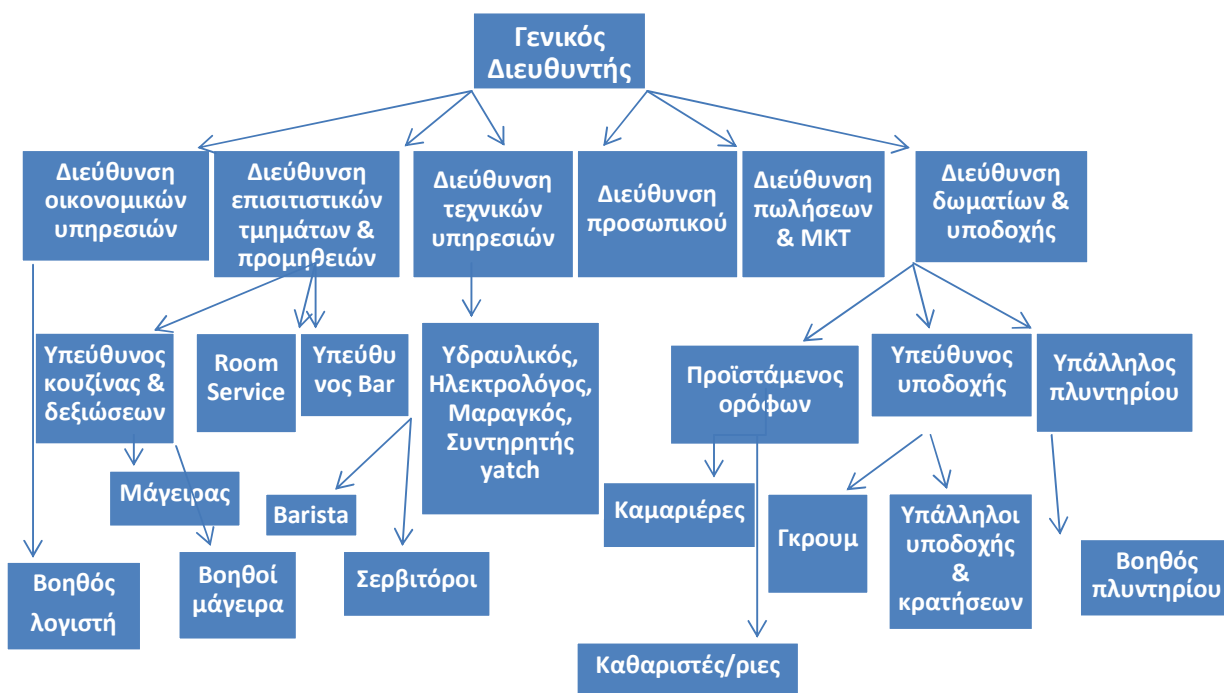 Γενικός
Διευθυντής
Διεύθυνση
οικονομικών
υπηρεσιών
Διεύθυνση
επισιτιστικών
τμημάτων &
προμηθειών
Διεύθυνση
τεχνικών
υπηρεσιών
Διεύθυνση
προσωπικού
Διεύθυνση
πωλήσεων
& ΜΚΤ
Διεύθυνση
δωματίων &
υποδοχής
Υπεύθυνος
κουζίνας &
δεξιώσεων
Room
Service
Υπεύθυ
νος Bar
Υδραυλικός,
Ηλεκτρολόγος,
Μαραγκός,
Συντηρητής
yatch
Προϊστάμενος
ορόφων
Υπεύθυνος
υποδοχής
Υπάλληλος
πλυντηρίου
Μάγειρας
Barista
Καμαριέρες
Γκρουμ
Υπάλληλοι
υποδοχής
&
κρατήσεων
Βοηθός
λογιστή
Βοηθοί
μάγειρα
Σερβιτόροι
Βοηθός
πλυντηρίου
Καθαριστές/ριες